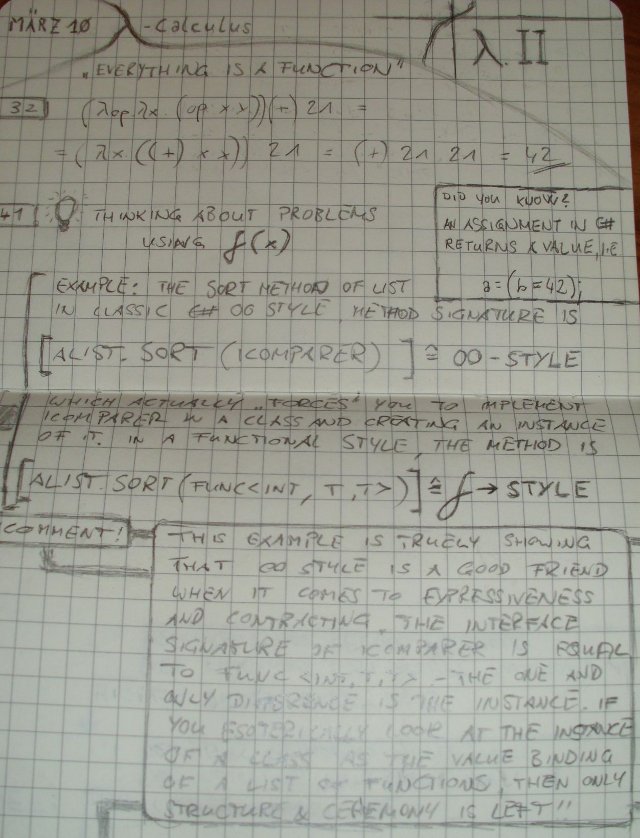 MÄRZ 10 λ-Calculus
λ.II
„EVERYTHING IS A FUNCTION"
32 (λop.λx.(op x x))(+) 21 =
= (λx.((+) x x)) 21 = (+) 21 21 = 42
41 THINKING ABOUT PROBLEMS
USING f(x)
DID YOU KNOW?
AN ASSIGNMENT IN C#
RETURNS A VALUE, I.E
a=(b=42);
EXAMPLE: THE SORT METHOD OF LIST
IN CLASSIC C# OO STYLE, METHOD SIGNATURE IS
[ALIST.SORT (ICOMPARER)] ≙ OO-STYLE
WHICH ACTUALLY „FORCES" YOU TO IMPLEMENT
ICOMPARER IN A CLASS AND CREATING AN INSTANCE
OF IT. IN A FUNCTIONAL STYLE, THE METHOD IS
[ALIST.SORT(FUNC<INT, T,T>)] ≙ f → STYLE
COMMENT!
THIS EXAMPLE IS TRUELY SHOWING
THAT OO STYLE IS A GOOD FRIEND
WHEN IT COMES TO EXPRESSIVENESS
AND CONTRACTING. THE INTERFACE
SIGNATURE OF ICOMPARER IS EQUAL
TO FUNC<INT,T,T> - THE ONE AND
ONLY DIFFERENCE IS THE INSTANCE. IF
YOU ESOTERICALLY LOOK AT THE INSTANCE
OF A CLASS AS THE VALUE BINDING
OF A LIST OF FUNCTIONS, THEN ONLY
STRUCTURE & CEREMONY IS LEFT "